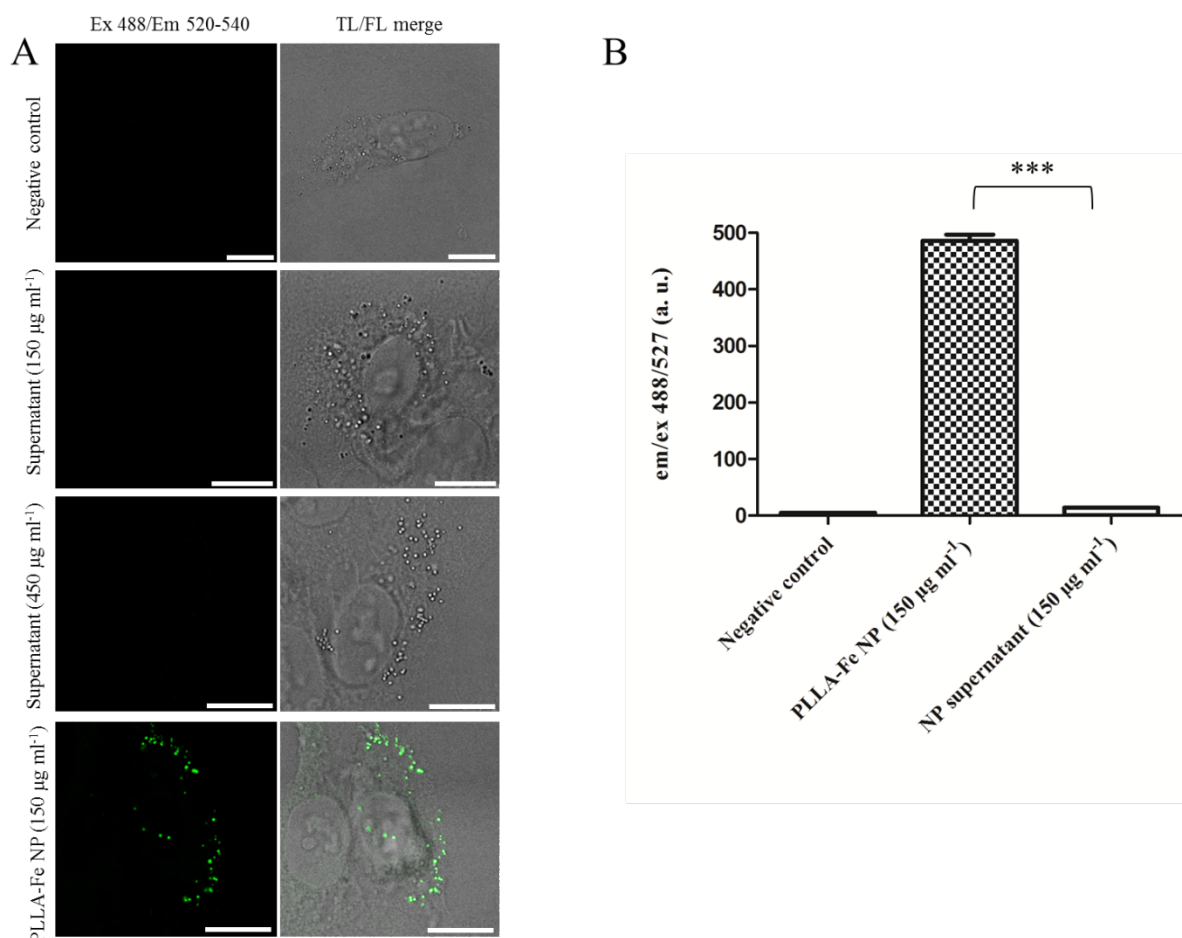 Ex 488/Em 520-540
TL/FL merge
A
Negative control
Supernatant (150 µg ml⁻¹)
Supernatant (450 µg ml⁻¹)
PLLA-Fe NP (150 µg ml⁻¹)
B
***
em/ex 488/527 (a. u.)
500
400
300
200
100
0
Negative control
PLLA-Fe NP (150 µg ml⁻¹)
NP supernatant (150 µg ml⁻¹)